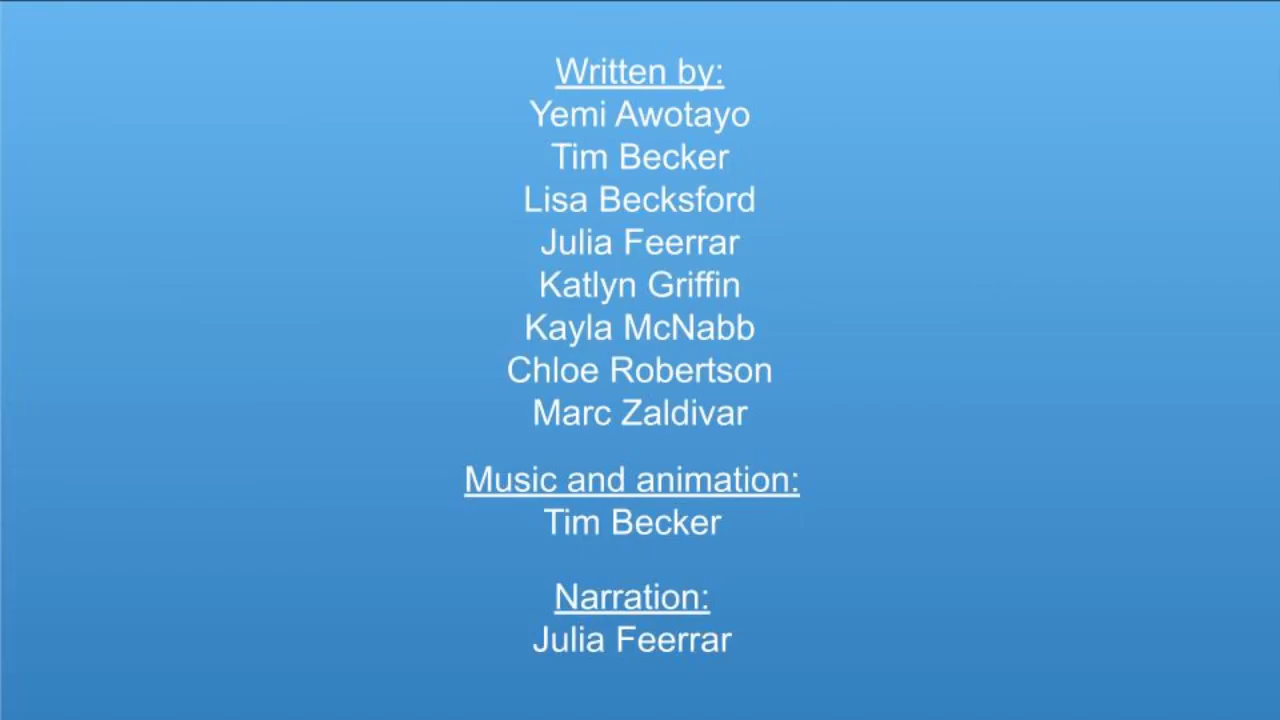 Written by:
Yemi Awotayo
Tim Becker
Lisa Becksford
Julia Feerrar
Katlyn Griffin
Kayla McNabb
Chloe Robertson
Marc Zaldivar
Music and animation:
Tim Becker
Narration:
Julia Feerrar